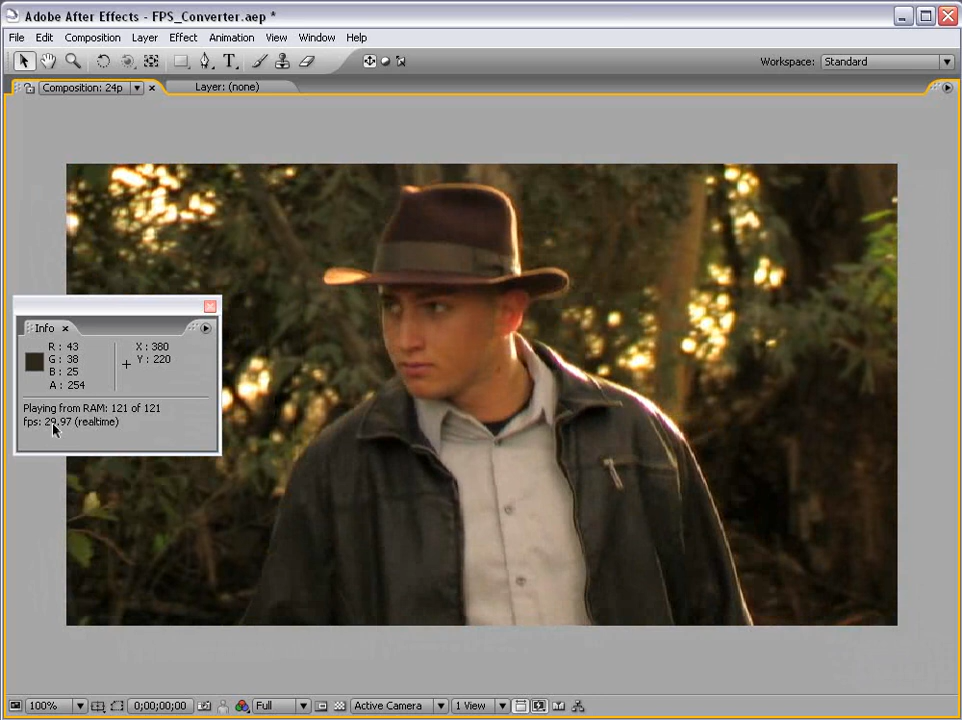 Adobe After Effects - FPS_Converter.aep *
File Edit Composition Layer Effect Animation View Window Help
Workspace: Standard
Composition: 24p × Layer: (none)
Info ×
R : 43 X : 380
G : 38 Y : 220
B : 25
A : 254
Playing from RAM: 121 of 121
fps: 29.97 (realtime)
100% 0;00;00;00 Full Active Camera 1 View